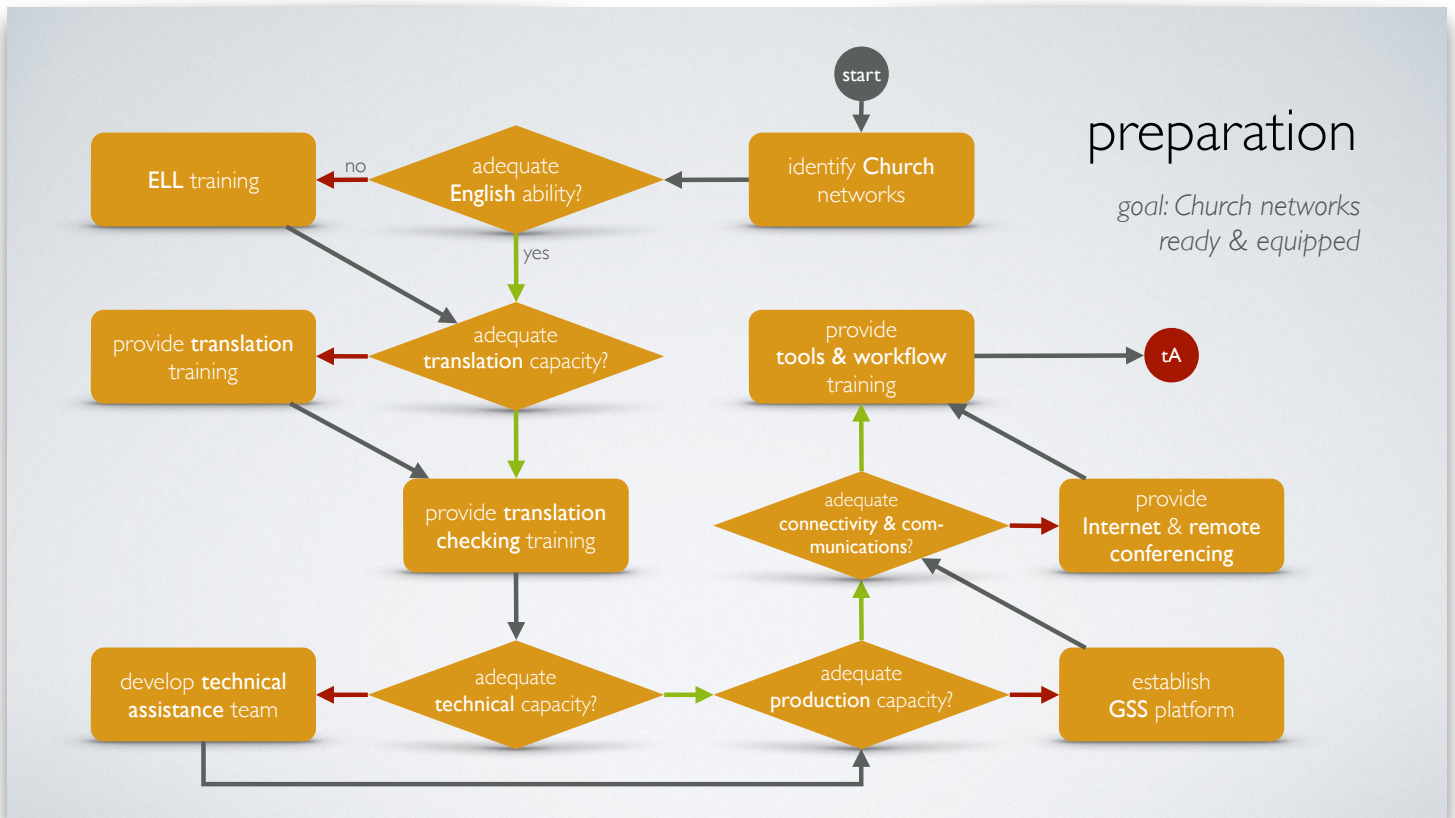 start
preparation
goal: Church networks
ready & equipped
identify Church
networks
adequate
English ability?
no
ELL training
yes
adequate
translation capacity?
provide translation
training
provide translation
checking training
adequate
technical capacity?
develop technical
assistance team
adequate
production capacity?
establish
GSS platform
adequate
connectivity & com-
munications?
provide
Internet & remote
conferencing
provide
tools & workflow
training
tA